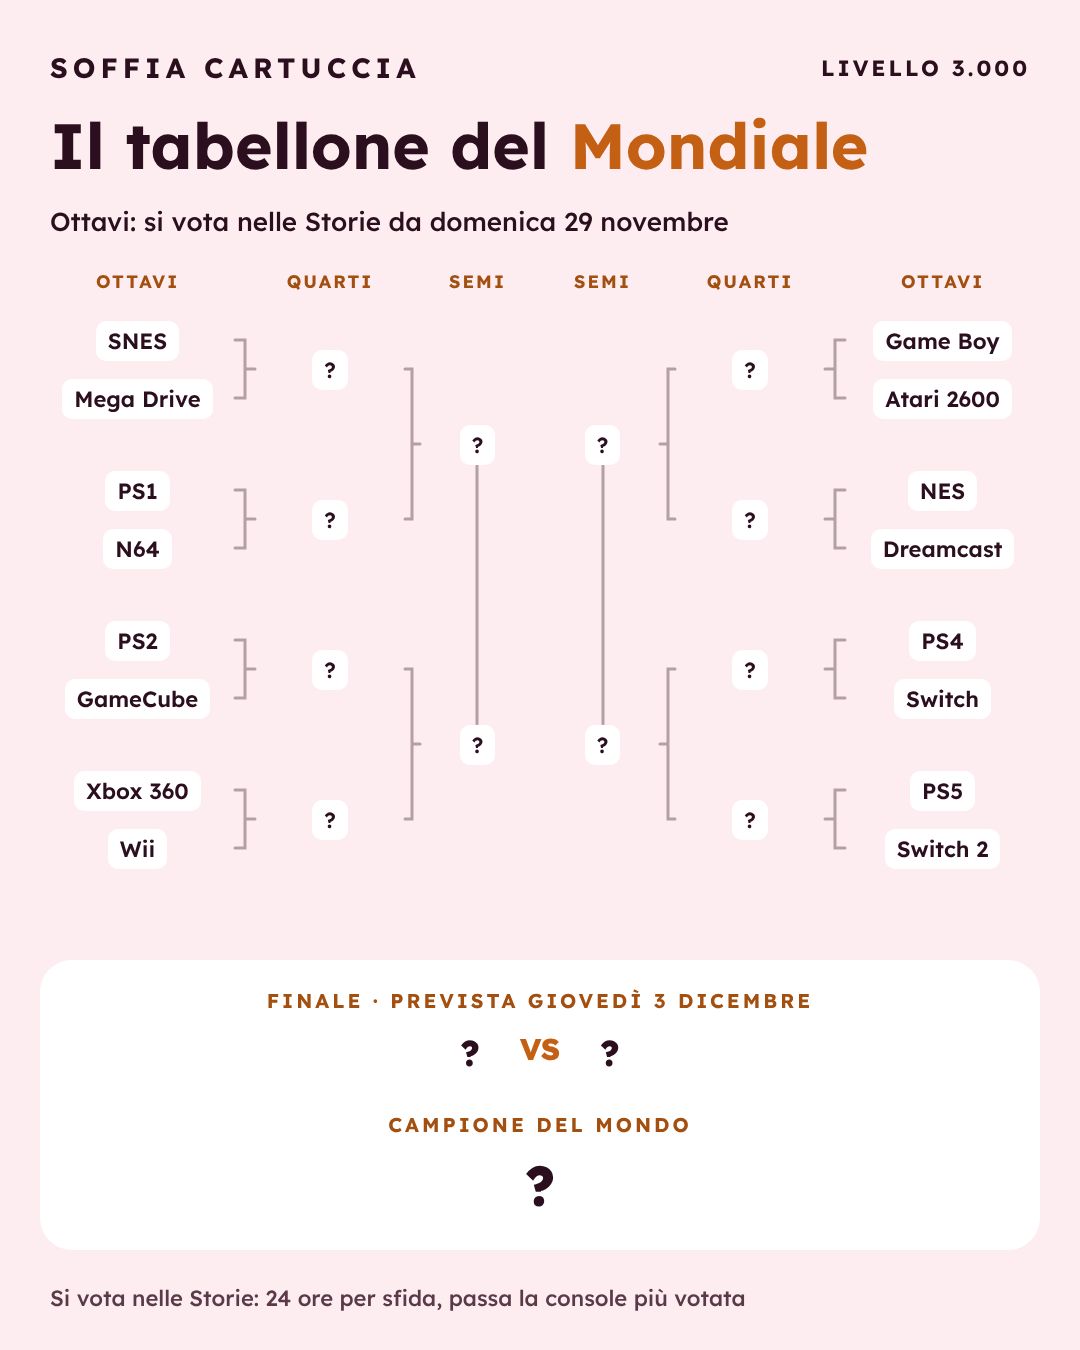 SOFFIA CARTUCCIA
LIVELLO 3.000
Il tabellone del Mondiale
Ottavi: si vota nelle Storie da domenica 29 novembre
OTTAVI QUARTI SEMI SEMI QUARTI OTTAVI
SNES
Game Boy
? ?
Mega Drive
Atari 2600
? ?
PS1
NES
? ?
N64
Dreamcast
PS2
PS4
? ?
GameCube
Switch
? ?
Xbox 360
PS5
? ?
Wii
Switch 2
FINALE · PREVISTA GIOVEDÌ 3 DICEMBRE
? VS ?
CAMPIONE DEL MONDO
?
Si vota nelle Storie: 24 ore per sfida, passa la console più votata